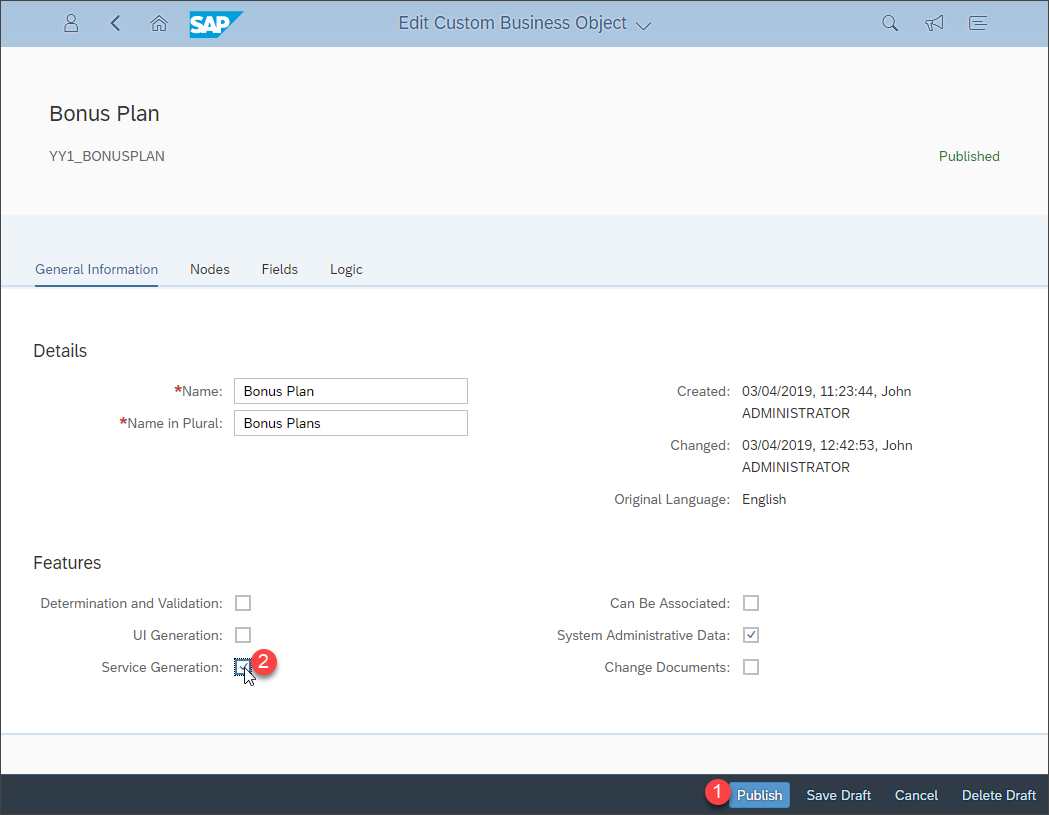 SAP
Edit Custom Business Object
Bonus Plan
YY1_BONUSPLAN
Published
General Information
Nodes
Fields
Logic
Details
*Name:
Bonus Plan
*Name in Plural:
Bonus Plans
Created:
03/04/2019, 11:23:44, John
ADMINISTRATOR
Changed:
03/04/2019, 12:42:53, John
ADMINISTRATOR
Original Language:
English
Features
Determination and Validation:
UI Generation:
Service Generation:
2
Can Be Associated:
System Administrative Data:
Change Documents:
1
Publish
Save Draft
Cancel
Delete Draft